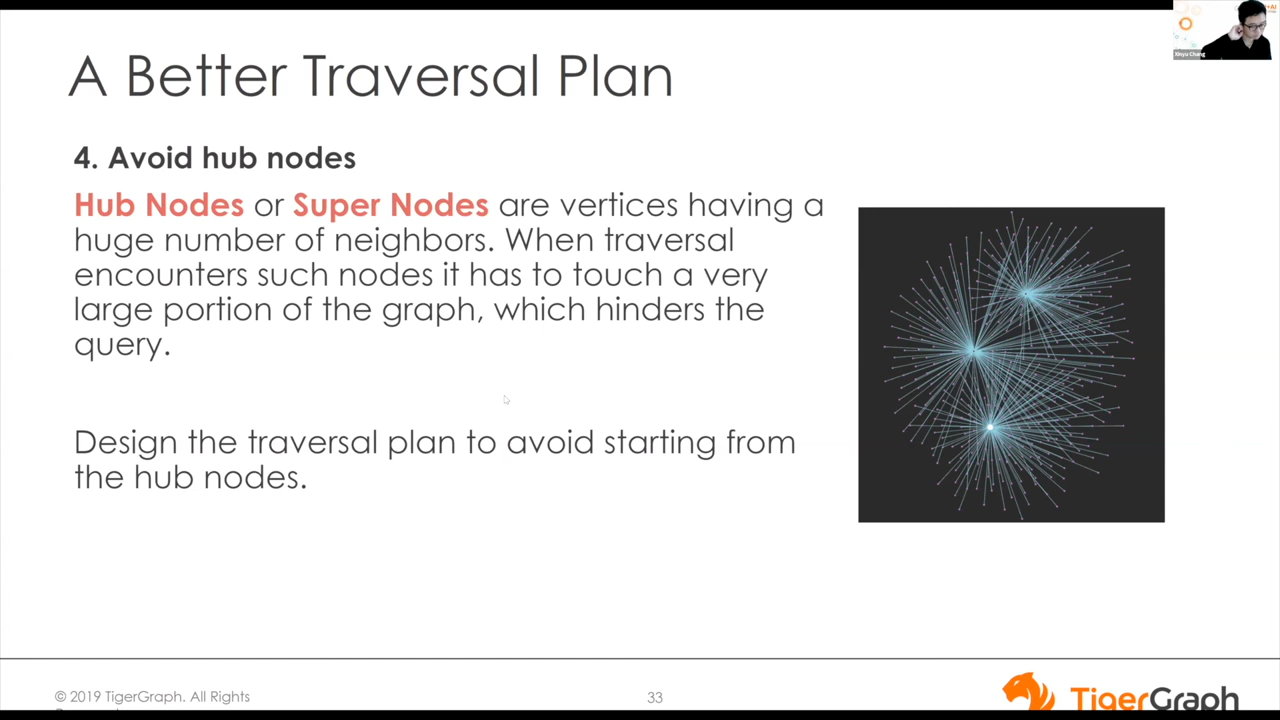 A Better Traversal Plan
Xinyu Chang
4. Avoid hub nodes
Hub Nodes or Super Nodes are vertices having a
huge number of neighbors. When traversal
encounters such nodes it has to touch a very
large portion of the graph, which hinders the
query.
Design the traversal plan to avoid starting from
the hub nodes.
© 2019 TigerGraph. All Rights
33
TigerGraph